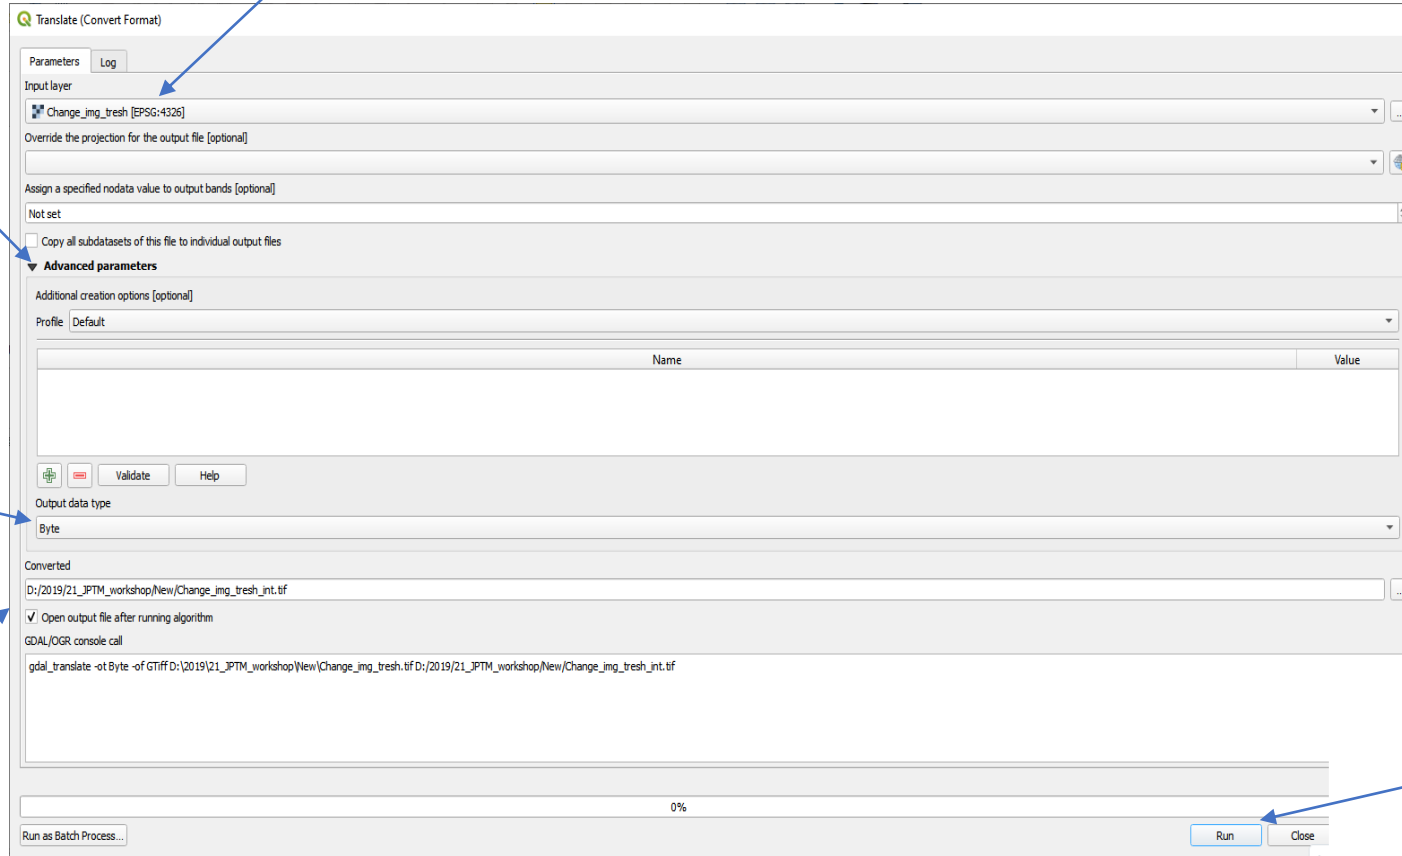 Translate (Convert Format)
Parameters Log
Input layer
Change_img_tresh [EPSG:4326]
...
Override the projection for the output file [optional]
Assign a specified nodata value to output bands [optional]
Not set
Copy all subdatasets of this file to individual output files
Advanced parameters
Additional creation options [optional]
Profile Default
Name Value
Validate Help
Output data type
Byte
Converted
D:/2019/21_JPTM_workshop/New/Change_img_tresh_int.tif
...
Open output file after running algorithm
GDAL/OGR console call
gdal_translate -ot Byte -of GTiff D:\2019\21_JPTM_workshop\New\Change_img_tresh.tif D:/2019/21_JPTM_workshop/New/Change_img_tresh_int.tif
0%
Run as Batch Process... Run Close